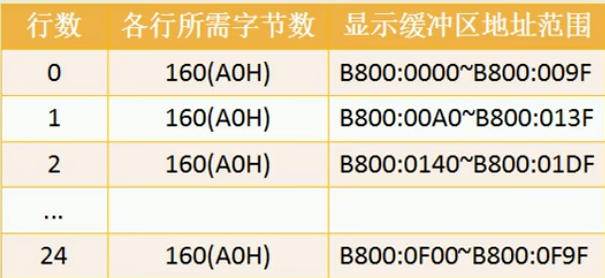 行数 各行所需字节数 显示缓冲区地址范围
0 160(A0H) B800:0000~B800:009F
1 160(A0H) B800:00A0~B800:013F
2 160(A0H) B800:0140~B800:01DF
...
24 160(A0H) B800:0F00~B800:0F9F